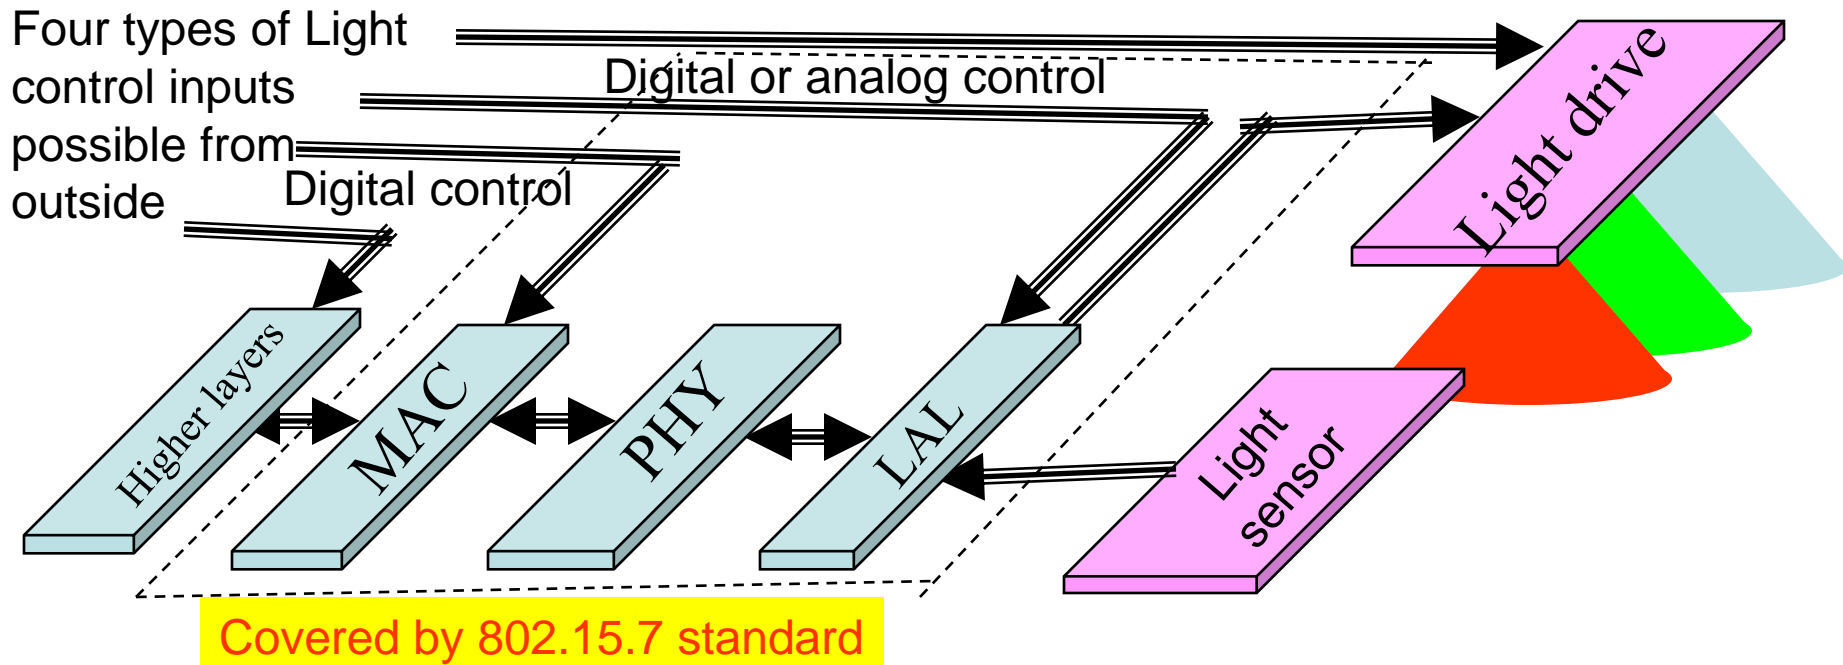 Four types of Light
control inputs
possible from
outside
Digital or analog control
Digital control
Light drive
Higher layers
MAC
PHY
LAL
Light
sensor
Covered by 802.15.7 standard